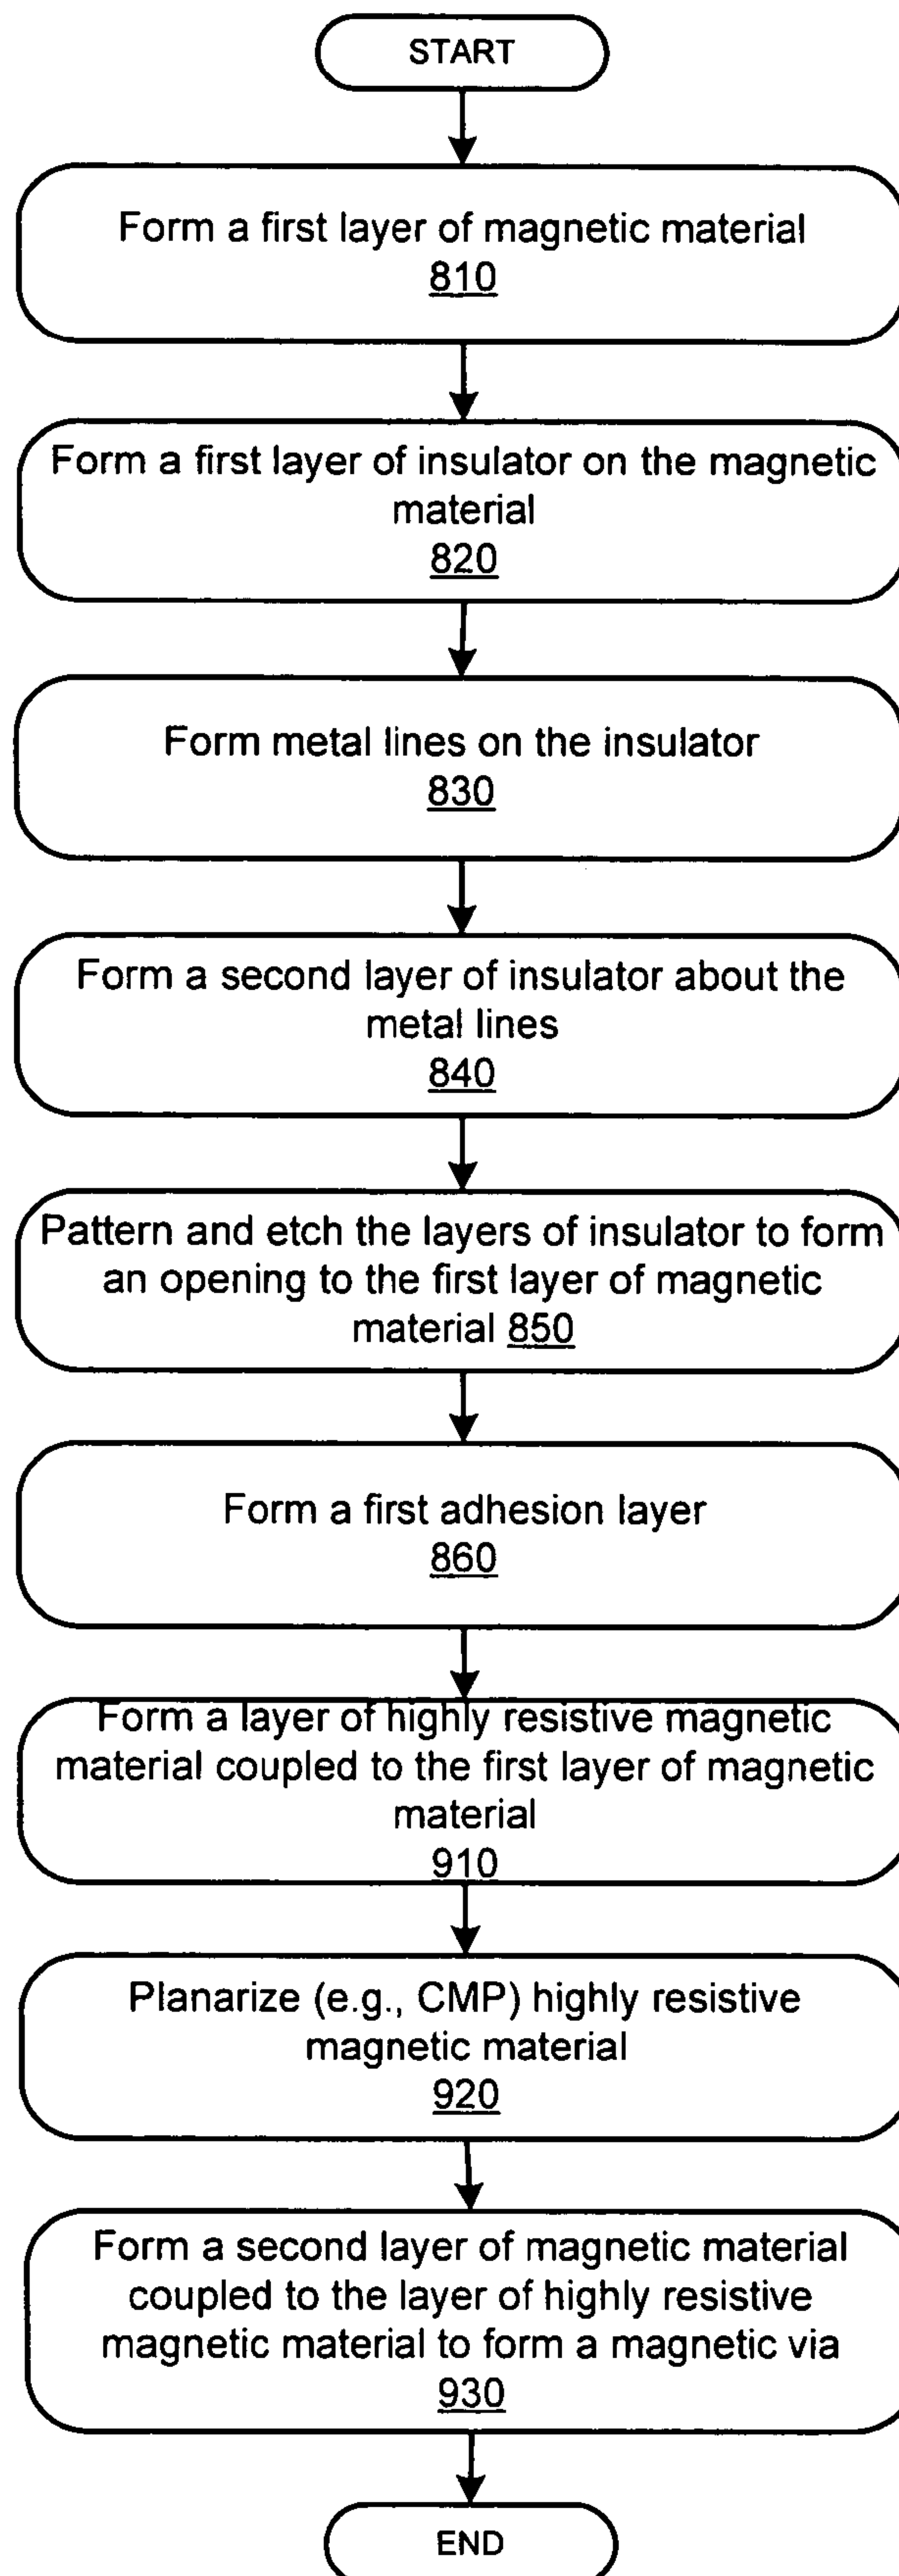 START
Form a first layer of magnetic material
810
Form a first layer of insulator on the magnetic
material
820
Form metal lines on the insulator
830
Form a second layer of insulator about the
metal lines
840
Pattern and etch the layers of insulator to form
an opening to the first layer of magnetic
material 850
Form a first adhesion layer
860
Form a layer of highly resistive magnetic
material coupled to the first layer of magnetic
material
910
Planarize (e.g., CMP) highly resistive
magnetic material
920
Form a second layer of magnetic material
coupled to the layer of highly resistive
magnetic material to form a magnetic via
930
END